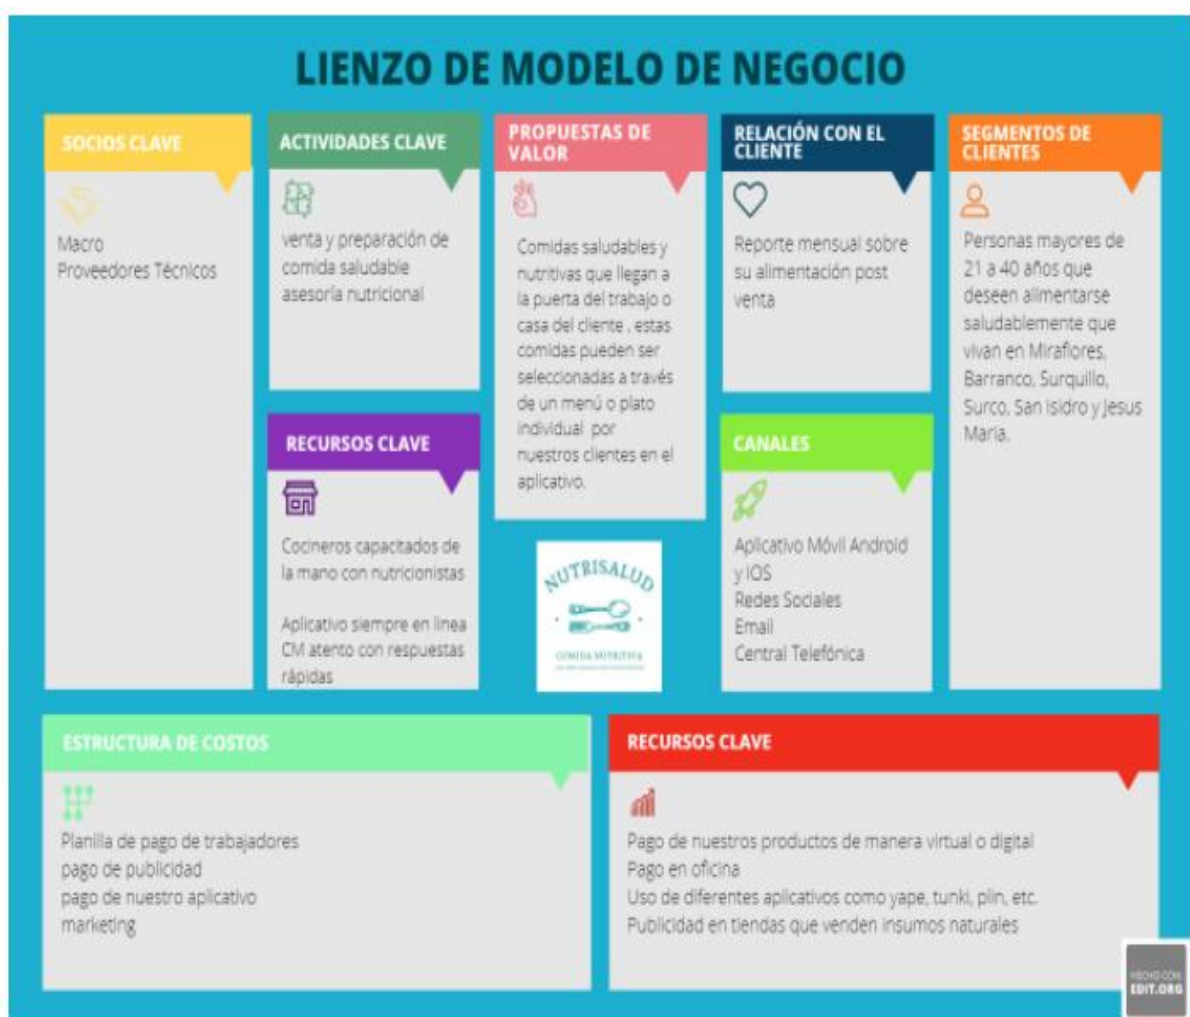 LIENZO DE MODELO DE NEGOCIO
SOCIOS CLAVE
Macro
Proveedores Técnicos
ACTIVIDADES CLAVE
venta y preparación de
comida saludable
asesoría nutricional
RECURSOS CLAVE
Cocineros capacitados de
la mano con nutricionistas
Aplicativo siempre en linea
CM atento con respuestas
rápidas
PROPUESTAS DE
VALOR
Comidas saludables y
nutritivas que llegan a
la puerta del trabajo o
casa del cliente , estas
comidas pueden ser
seleccionadas a través
de un menú o plato
individual por
nuestros clientes en el
aplicativo.
NUTRISALUD
COMIDA NUTRITIVA
RELACIÓN CON EL
CLIENTE
Reporte mensual sobre
su alimentación post
venta
CANALES
Aplicativo Móvil Android
y IOS
Redes Sociales
Email
Central Telefónica
SEGMENTOS DE
CLIENTES
Personas mayores de
21 a 40 años que
deseen alimentarse
saludablemente que
vivan en Miraflores,
Barranco, Surquillo,
Surco, San Isidro y Jesus
María.
ESTRUCTURA DE COSTOS
Planilla de pago de trabajadores
pago de publicidad
pago de nuestro aplicativo
marketing
RECURSOS CLAVE
Pago de nuestros productos de manera virtual o digital
Pago en oficina
Uso de diferentes aplicativos como yape, tunki, plin, etc.
Publicidad en tiendas que venden insumos naturales
HECHO CON
EDIT.ORG